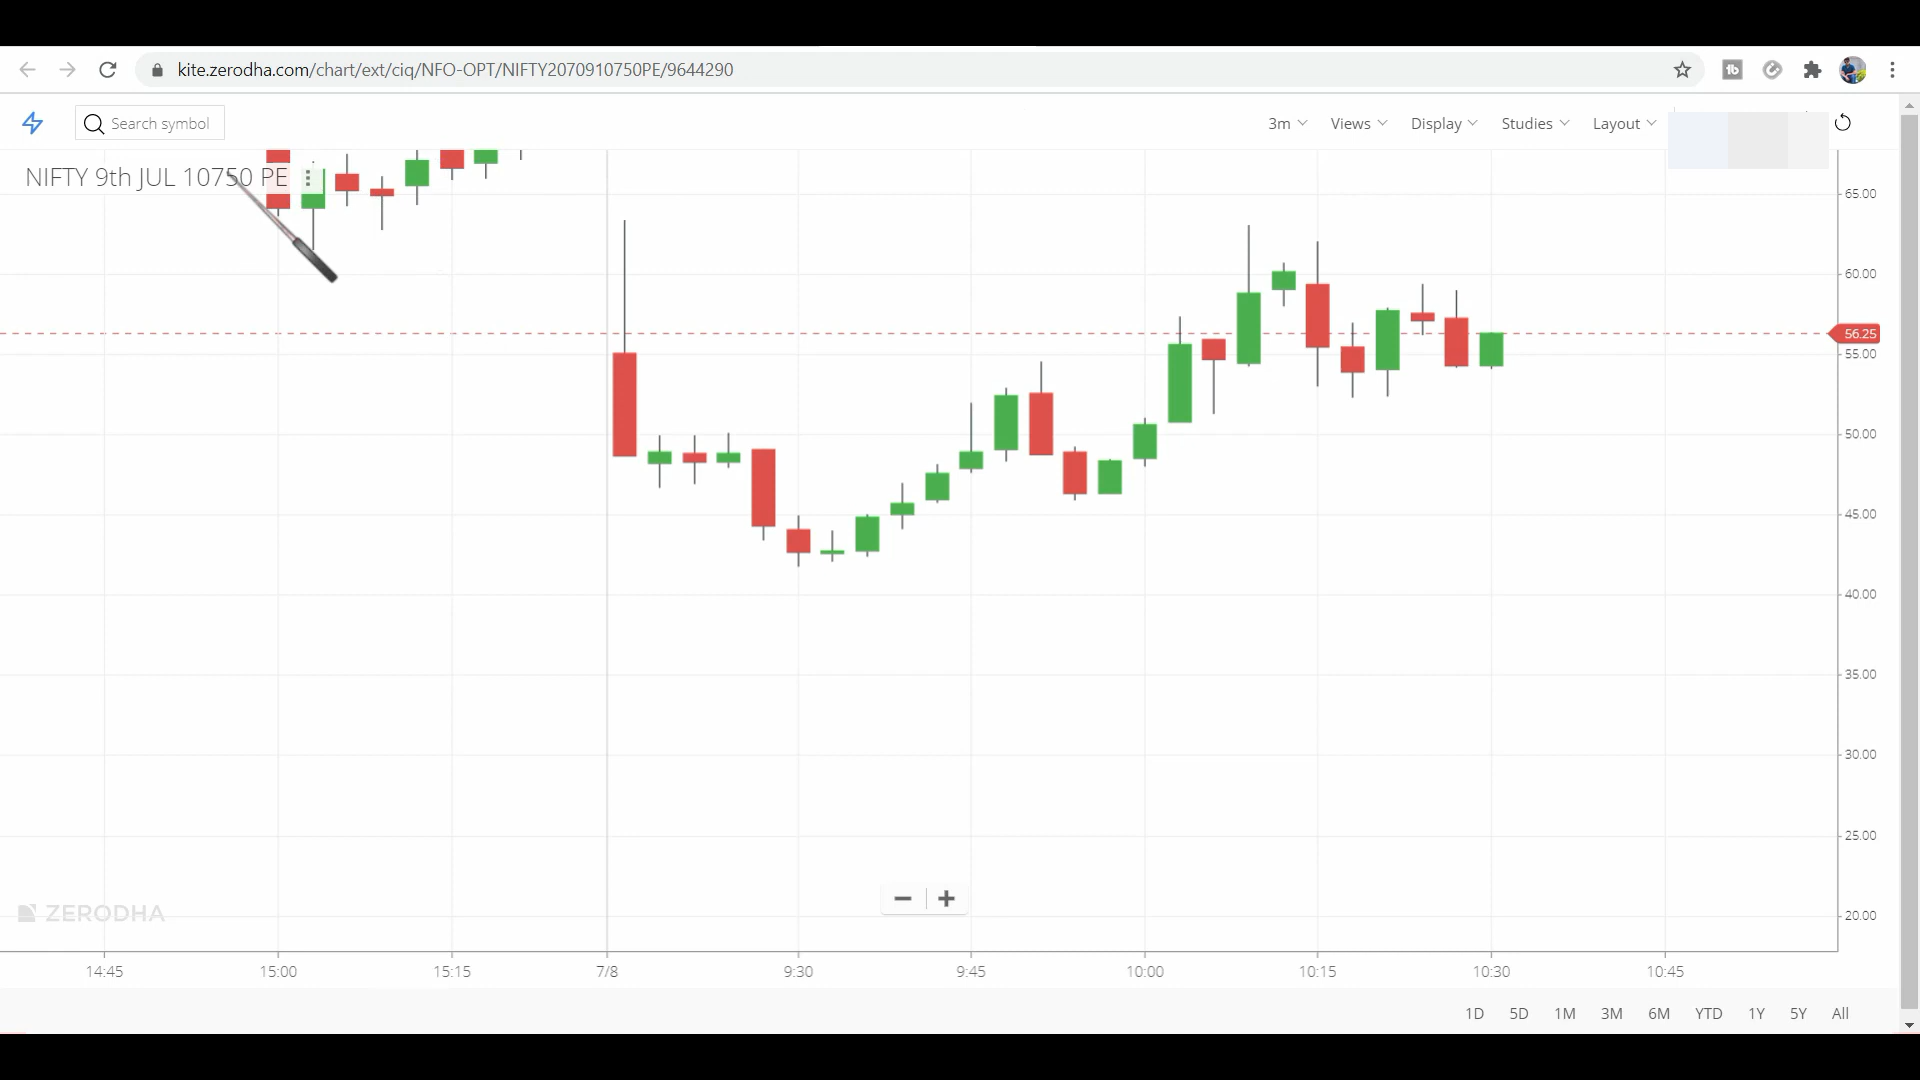 kite.zerodha.com/chart/ext/ciq/NFO-OPT/NIFTY2070910750PE/9644290
Search symbol
3m Views Display Studies Layout
NIFTY 9th JUL 10750 PE
65.00
60.00
56.25
55.00
50.00
45.00
40.00
35.00
30.00
25.00
20.00
ZERODHA
14:45 15:00 15:15 7/8 9:30 9:45 10:00 10:15 10:30 10:45
1D 5D 1M 3M 6M YTD 1Y 5Y All